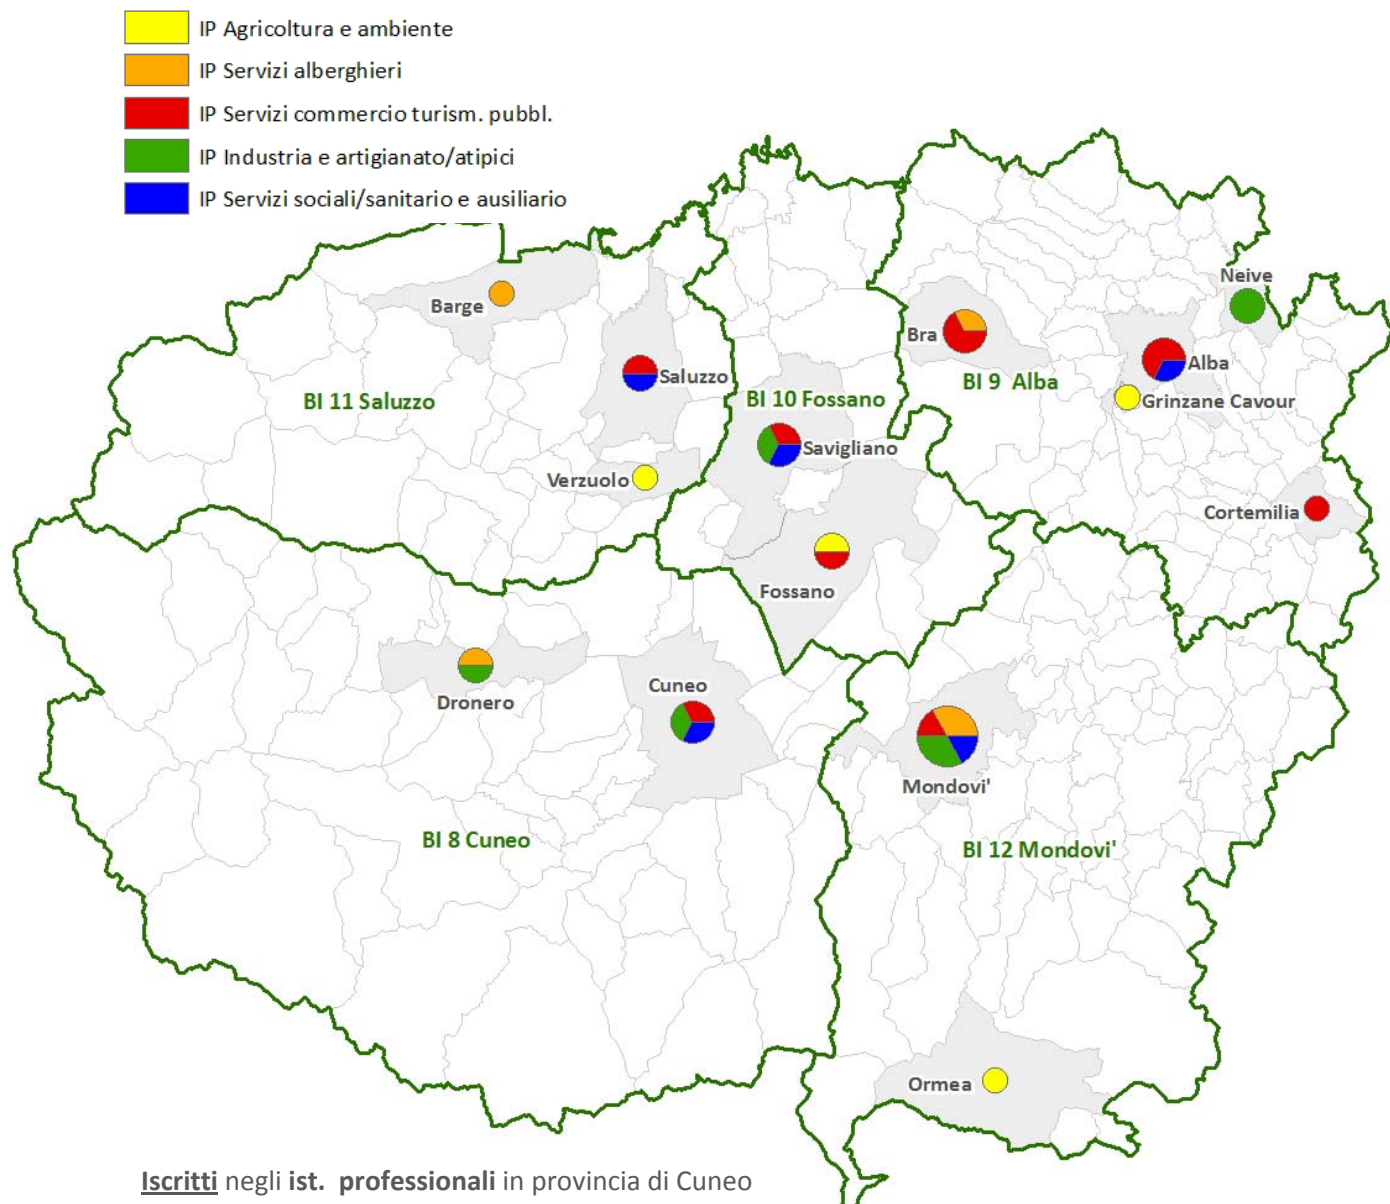 IP Agricoltura e ambiente
IP Servizi alberghieri
IP Servizi commercio turism. pubbl.
IP Industria e artigianato/atipici
IP Servizi sociali/sanitario e ausiliario
Neive
Barge
Bra
Alba
Saluzzo
BI 9 Alba
BI 11 Saluzzo
BI 10 Fossano
Grinzane Cavour
Savigliano
Verzuolo
Cortemilia
Fossano
Cuneo
Dronero
Mondovi'
BI 8 Cuneo
BI 12 Mondovi'
Ormea
Iscritti negli ist. professionali in provincia di Cuneo